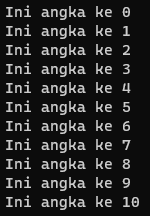 Ini angka ke 0
Ini angka ke 1
Ini angka ke 2
Ini angka ke 3
Ini angka ke 4
Ini angka ke 5
Ini angka ke 6
Ini angka ke 7
Ini angka ke 8
Ini angka ke 9
Ini angka ke 10